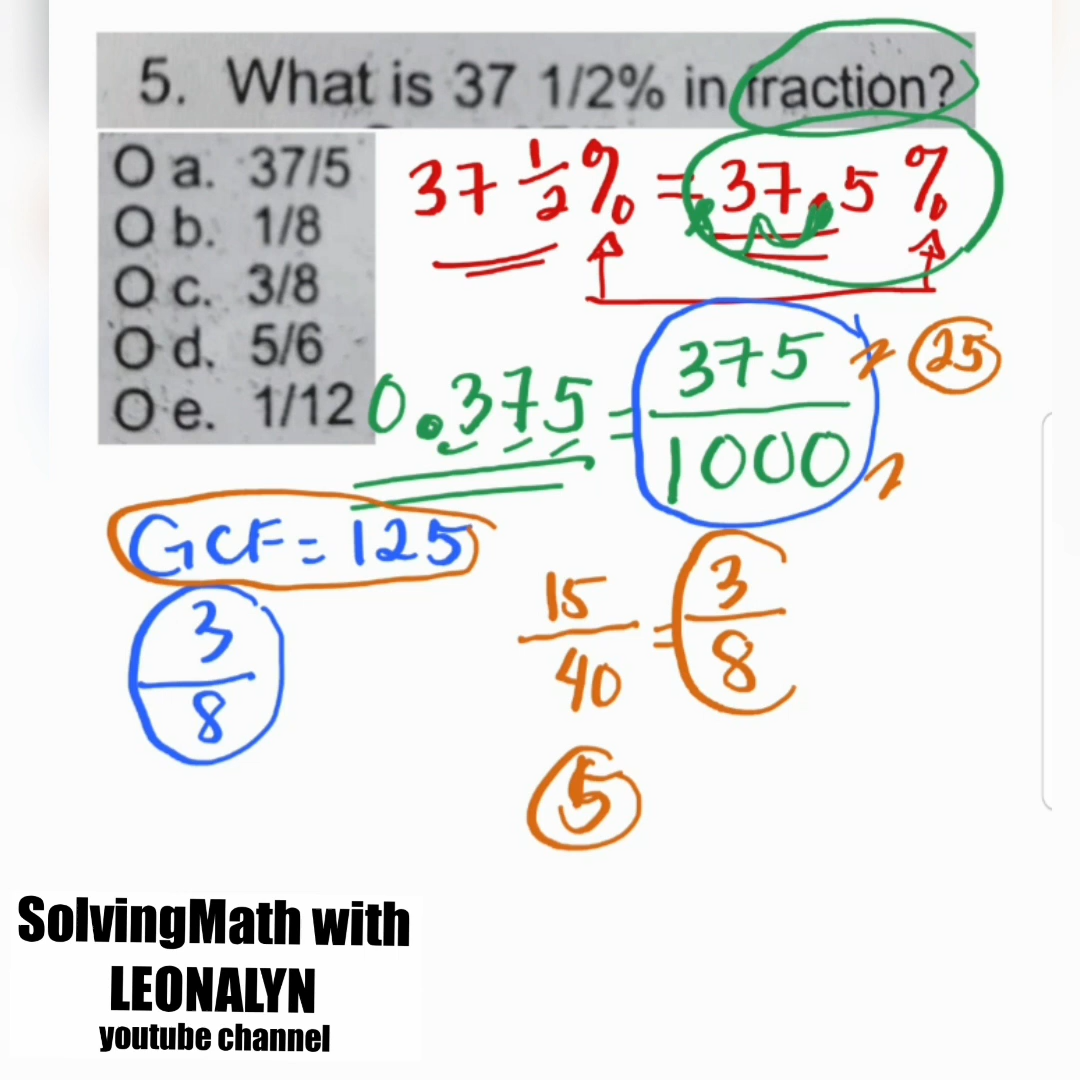 5. What is 37 1/2% in fraction?
O a. 37/5
O b. 1/8
O c. 3/8
O d. 5/6
O e. 1/12
37 1/2 % = 37.5 %
0.375 = 375/1000
25
GCF = 125
3/8
15/40 = 3/8
5
SolvingMath with
LEONALYN
youtube channel